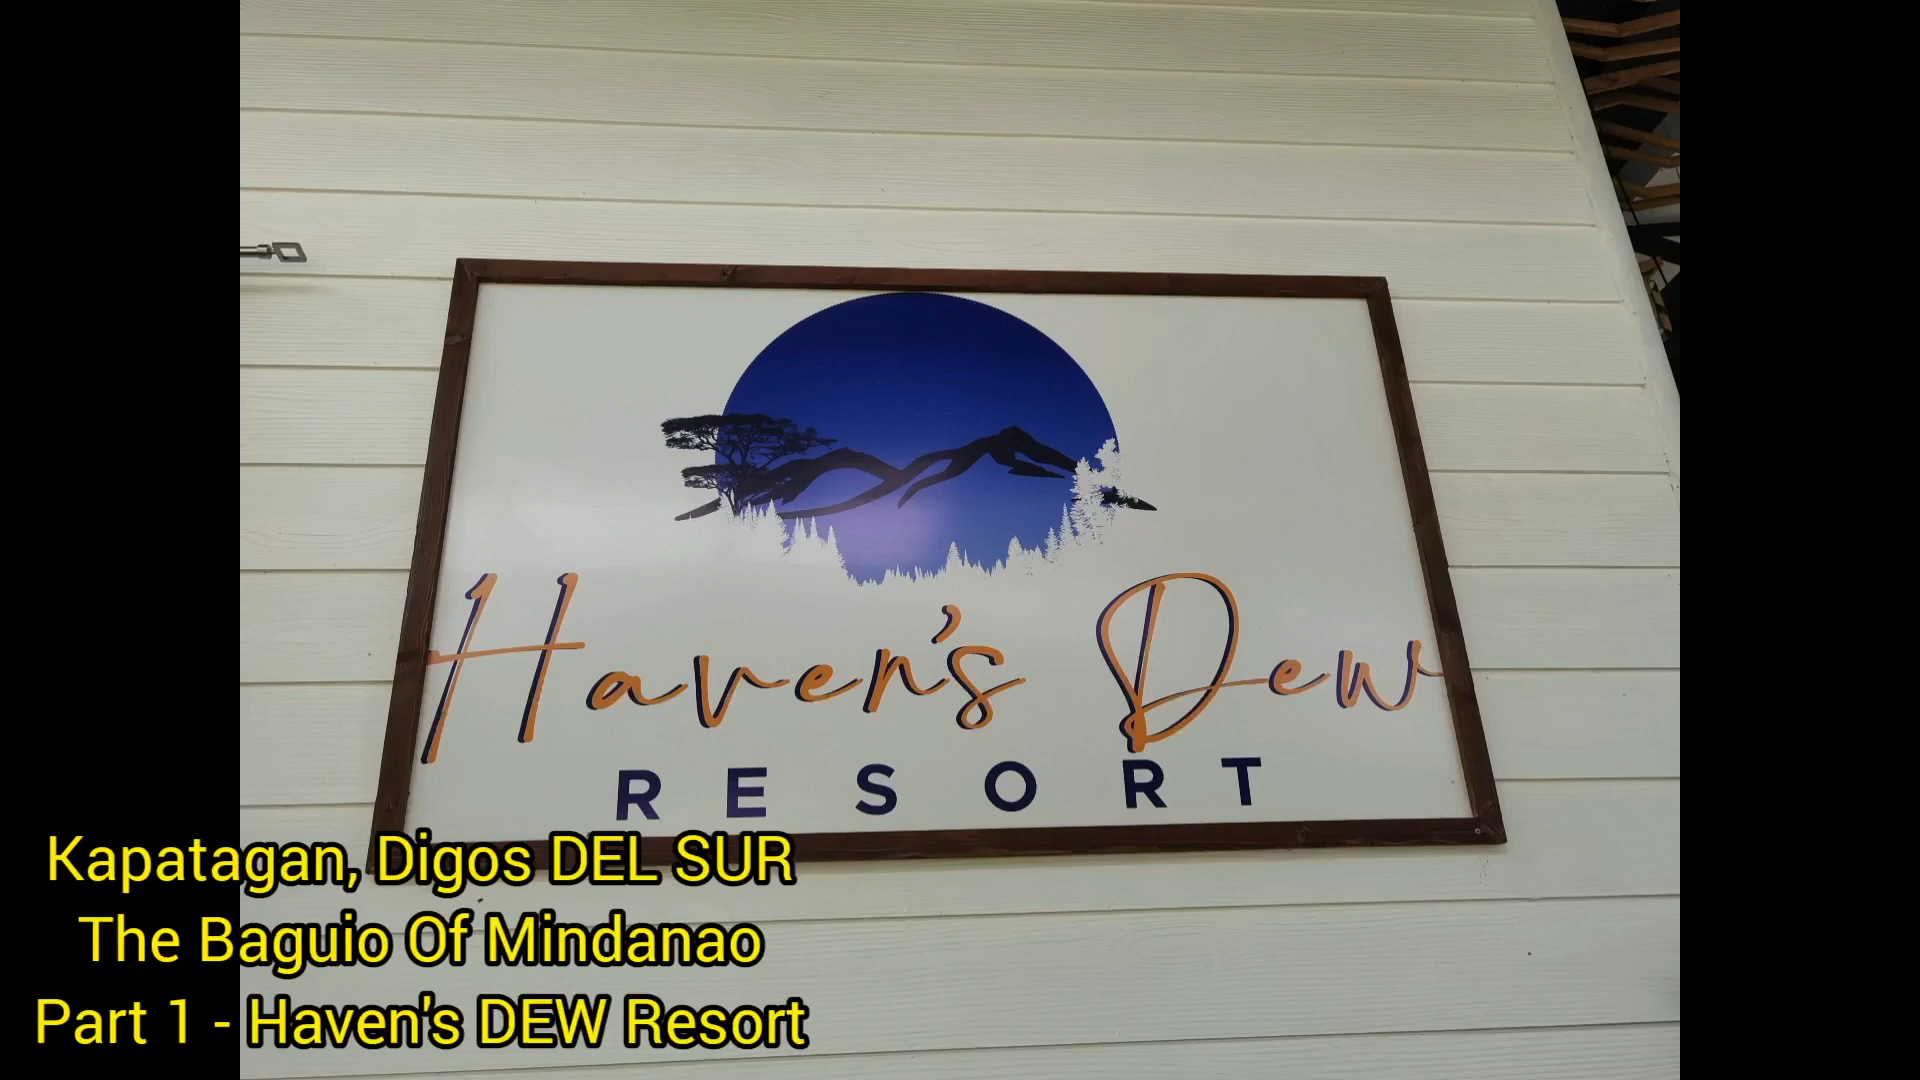 Haven's Dew
RESORT
Kapatagan, Digos DEL SUR
The Baguio Of Mindanao
Part 1 - Haven's DEW Resort